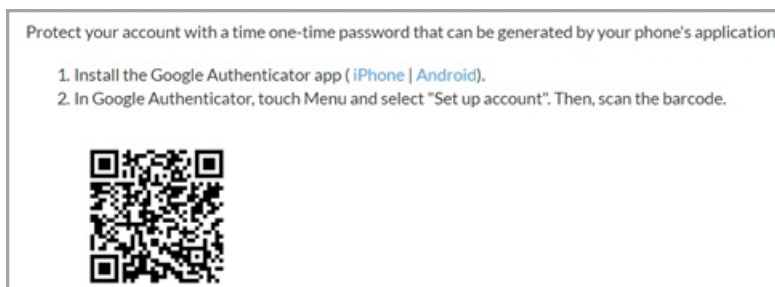 Protect your account with a time one-time password that can be generated by your phone's application
1. Install the Google Authenticator app ( iPhone | Android).
2. In Google Authenticator, touch Menu and select "Set up account". Then, scan the barcode.